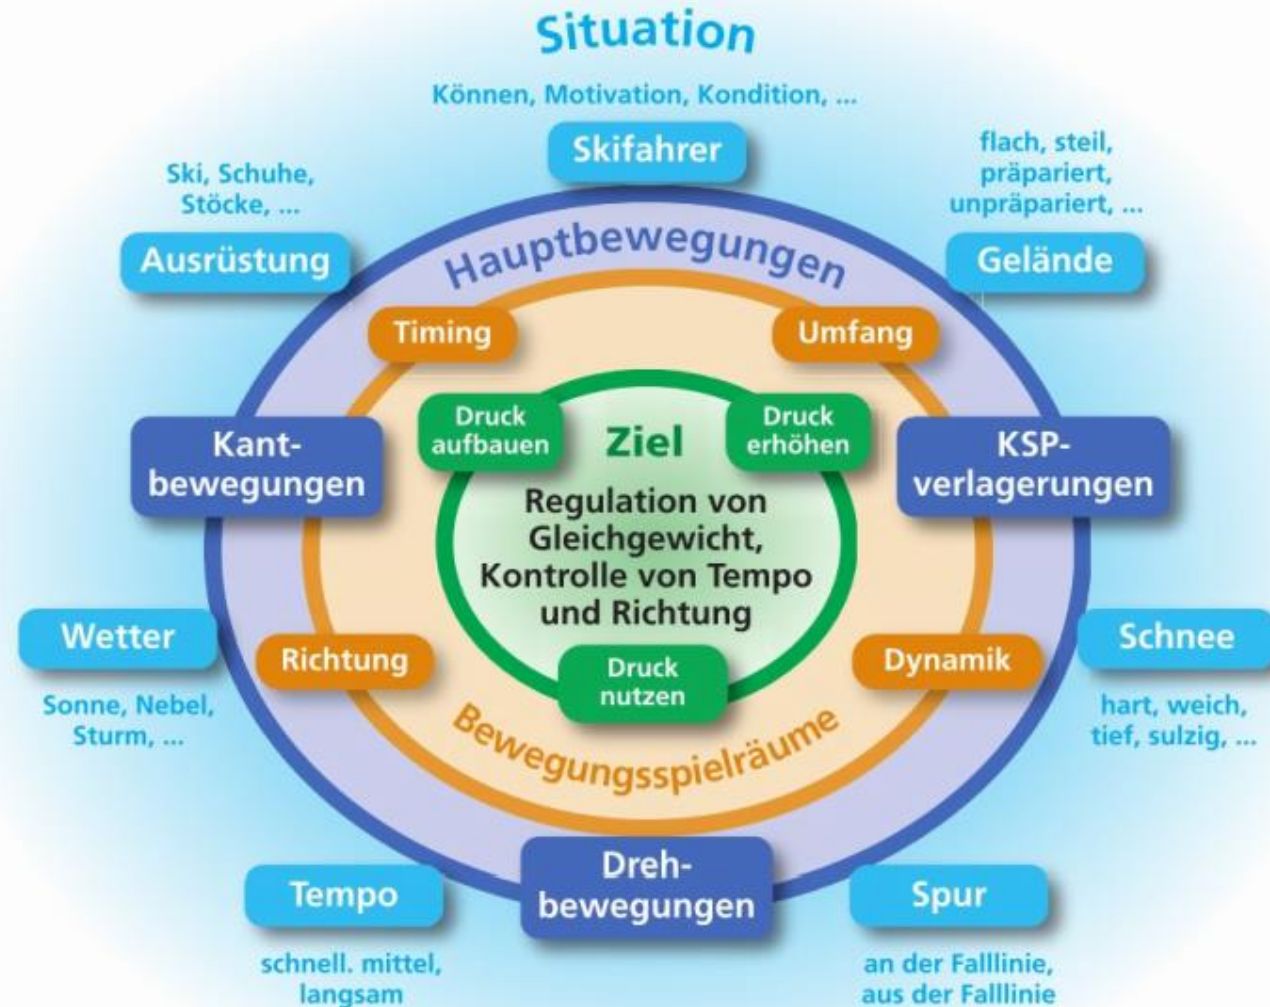 Situation
Können, Motivation, Kondition, ...
Skifahrer
Ski, Schuhe,
Stöcke, ...
Ausrüstung
flach, steil,
präpariert,
unpräpariert, ...
Gelände
Hauptbewegungen
Timing
Umfang
Kant-
bewegungen
KSP-
verlagerungen
Druck
aufbauen
Druck
erhöhen
Ziel
Regulation von
Gleichgewicht,
Kontrolle von Tempo
und Richtung
Druck
nutzen
Wetter
Sonne, Nebel,
Sturm, ...
Richtung
Dynamik
Schnee
hart, weich,
tief, sulzig, ...
Bewegungsspielräume
Dreh-
bewegungen
Tempo
schnell. mittel,
langsam
Spur
an der Falllinie,
aus der Falllinie